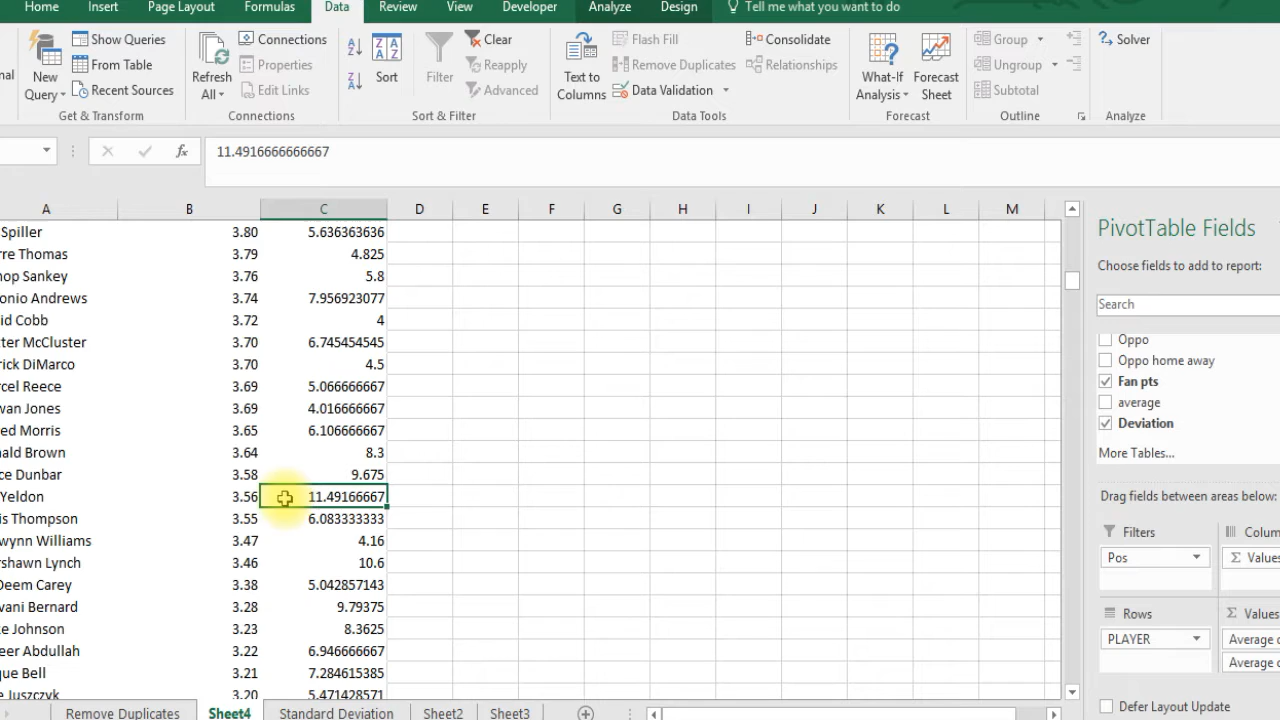 Home Insert Page Layout Formulas Data Review View Developer Analyze Design Tell me what you want to do
Show Queries Connections Clear Flash Fill Consolidate Group Solver
From Table Properties Reapply Remove Duplicates Relationships Ungroup
New Query Recent Sources Refresh All Edit Links Sort Filter Advanced Text to Columns Data Validation What-If Analysis Forecast Sheet Subtotal
Get & Transform Connections Sort & Filter Data Tools Forecast Outline Analyze
fx 11.4916666666667
A B C D E F G H I J K L M
Spiller 3.80 5.636363636
rre Thomas 3.79 4.825
hop Sankey 3.76 5.8
onio Andrews 3.74 7.956923077
id Cobb 3.72 4
ter McCluster 3.70 6.745454545
rick DiMarco 3.70 4.5
rcel Reece 3.69 5.066666667
wan Jones 3.69 4.016666667
ed Morris 3.65 6.106666667
nald Brown 3.64 8.3
ce Dunbar 3.58 9.675
Yeldon 3.56 11.49166667
is Thompson 3.55 6.083333333
wynn Williams 3.47 4.16
rshawn Lynch 3.46 10.6
Deem Carey 3.38 5.042857143
vani Bernard 3.28 9.79375
ke Johnson 3.23 8.3625
eer Abdullah 3.22 6.946666667
que Bell 3.21 7.284615385
e Juszczyk 3.20 5.471428571
PivotTable Fields
Choose fields to add to report:
Search
Oppo
Oppo home away
Fan pts
average
Deviation
More Tables...
Drag fields between areas below:
Filters Colum
Pos Σ Values
Rows Σ Values
PLAYER Average o
Average o
Defer Layout Update
Remove Duplicates Sheet4 Standard Deviation Sheet2 Sheet3